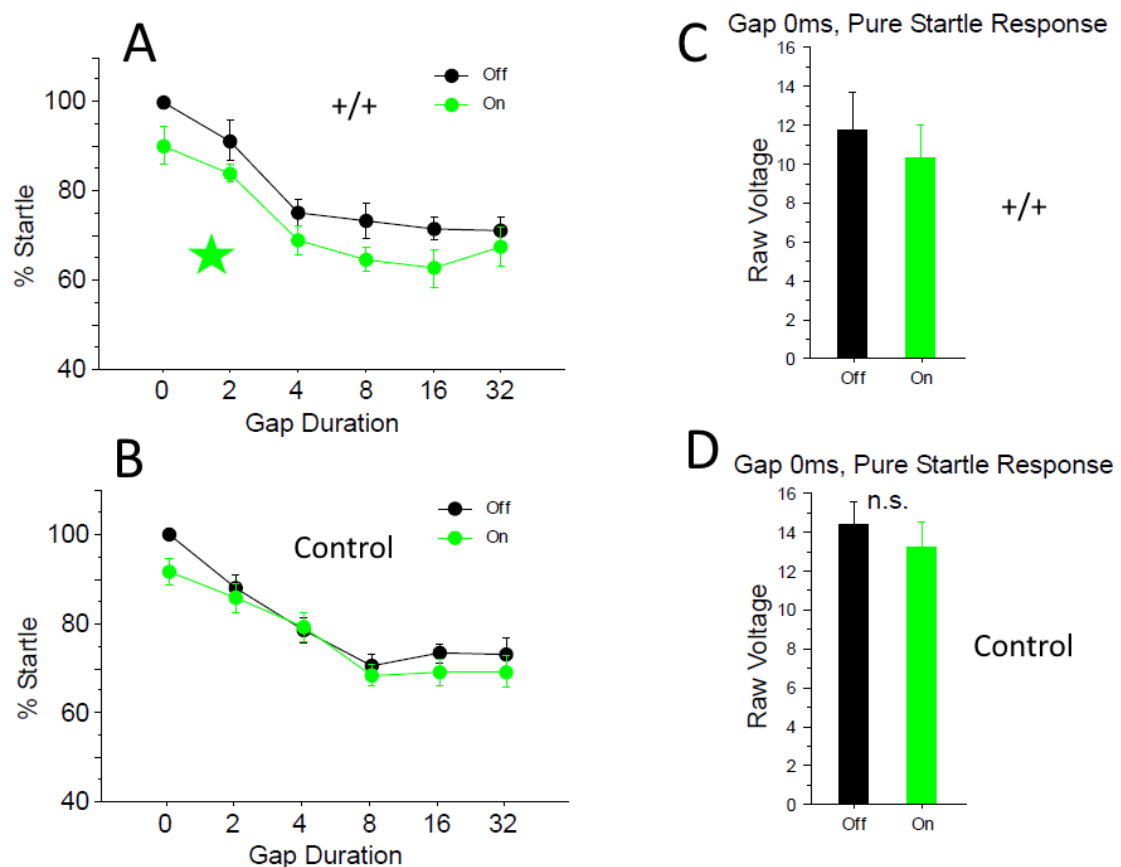 A
Off
On
+/+
% Startle
100
80
60
40
0 2 4 8 16 32
Gap Duration
C
Gap 0ms, Pure Startle Response
Raw Voltage
16
14
12
10
8
6
4
2
0
Off On
+/+
B
Off
On
Control
% Startle
100
80
60
40
0 2 4 8 16 32
Gap Duration
D
Gap 0ms, Pure Startle Response
n.s.
Raw Voltage
16
14
12
10
8
6
4
2
0
Off On
Control